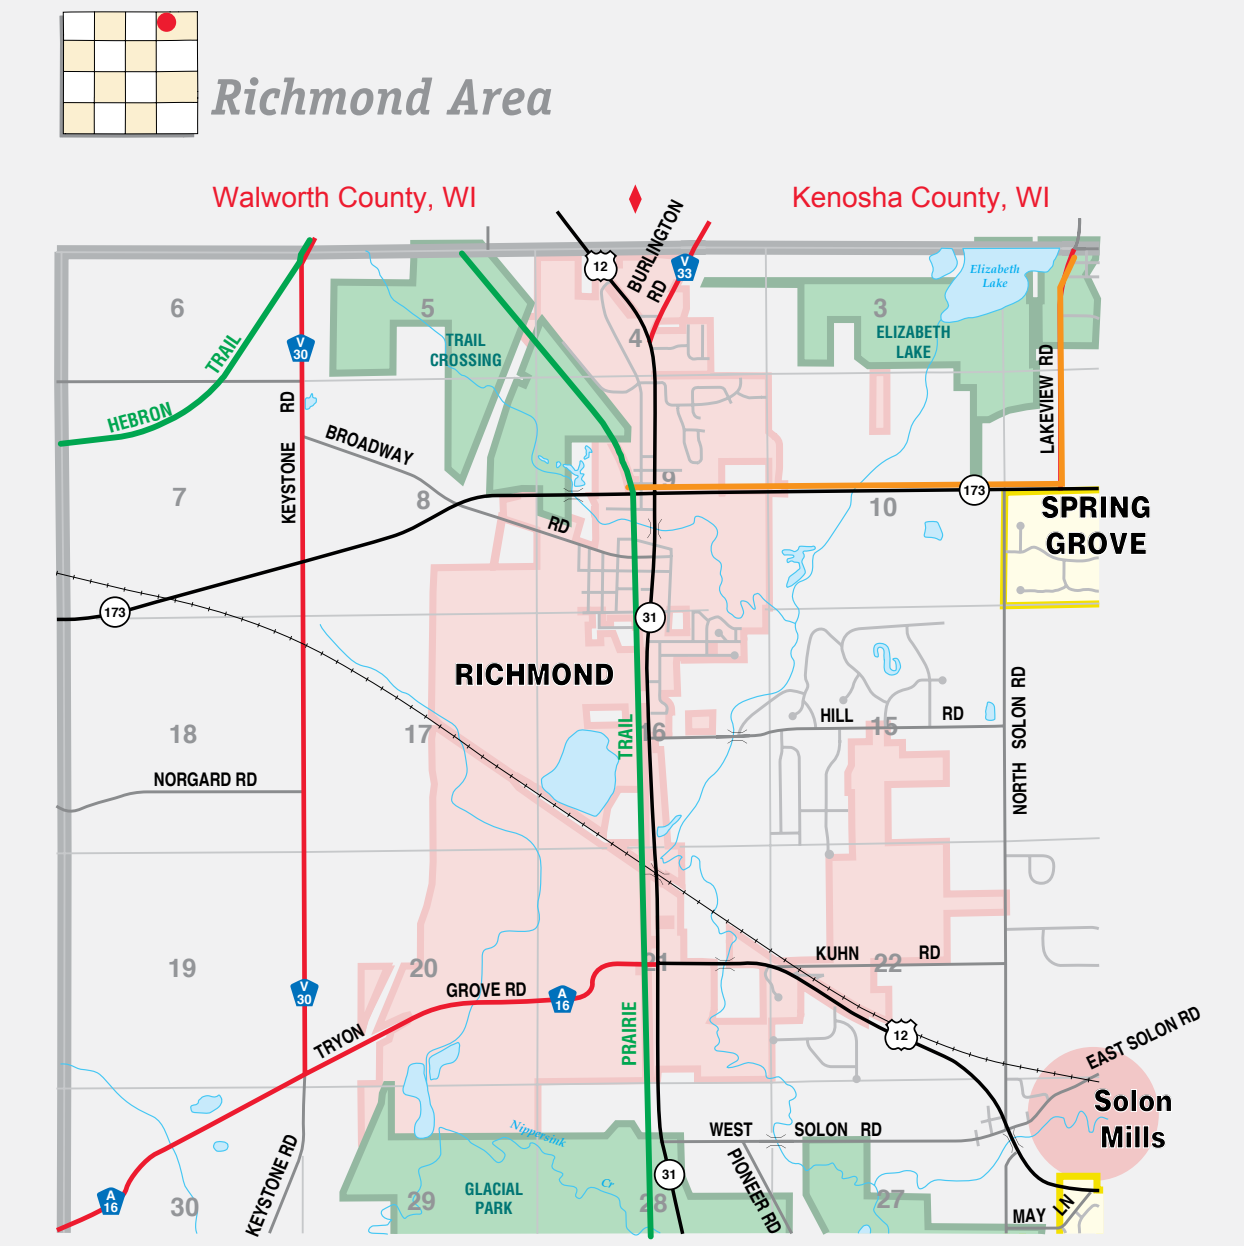 Richmond Area
Walworth County, WI
Kenosha County, WI
BURLINGTON
RD
12
V
33
Elizabeth
Lake
6
5
4
3
TRAIL
CROSSING
ELIZABETH
LAKE
TRAIL
HEBRON
V
30
KEYSTONE RD
LAKEVIEW RD
BROADWAY
RD
7
8
9
10
173
SPRING
GROVE
173
31
RICHMOND
TRAIL
HILL RD
NORTH SOLON RD
18
17
16
15
NORGARD RD
19
20
21
22
KUHN RD
V
30
GROVE RD
A
16
TRYON
PRAIRIE
12
EAST SOLON RD
Solon
Mills
Nippersink
Cr
WEST SOLON RD
PIONEER RD
KEYSTONE RD
31
A
16
30
29
GLACIAL
PARK
28
27
MAY LN